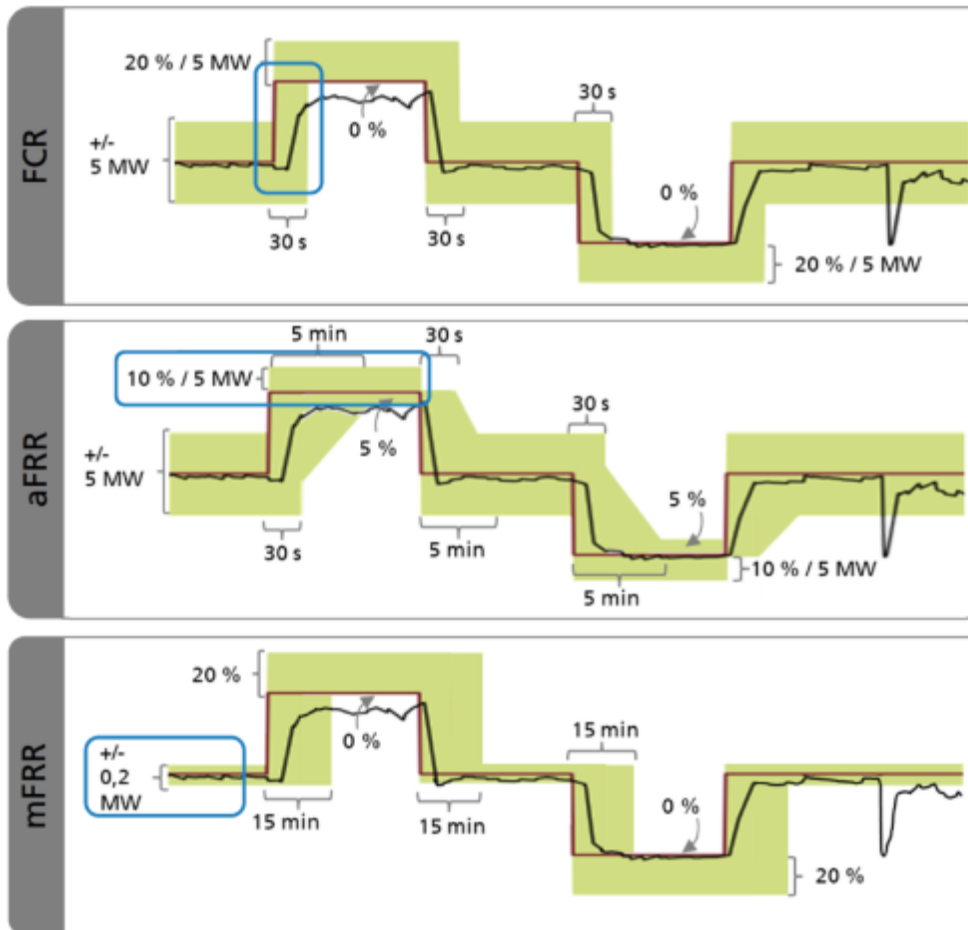 FCR
20 % / 5 MW
+/-
5 MW
0 %
30 s
30 s
30 s
0 %
20 % / 5 MW
aFRR
5 min
30 s
10 % / 5 MW
+/-
5 MW
5 %
30 s
30 s
5 min
5 %
10 % / 5 MW
5 min
mFRR
20 %
+/-
0,2
MW
0 %
15 min
15 min
15 min
0 %
20 %